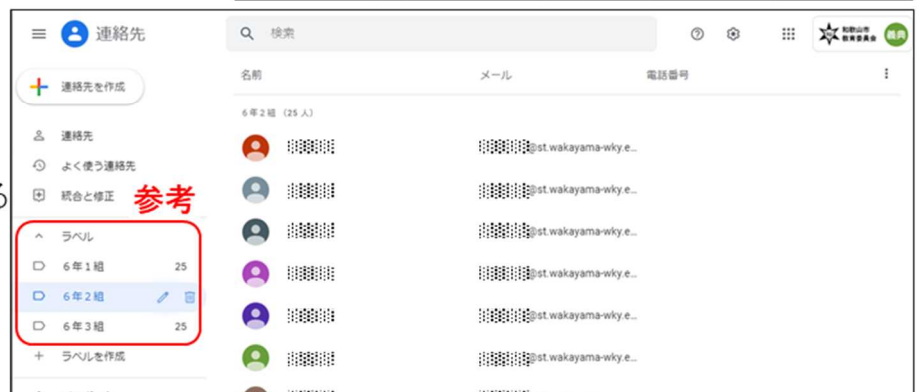 連絡先
検索
和歌山市
教育委員会
義典
連絡先を作成
名前 メール 電話番号
6年2組 (25 人)
連絡先
よく使う連絡先
統合と修正
参考
る
ラベル
6年1組 25
6年2組
6年3組 25
ラベルを作成
@st.wakayama-wky.e...
@st.wakayama-wky.e...
@st.wakayama-wky.e...
@st.wakayama-wky.e...
@st.wakayama-wky.e...
@st.wakayama-wky.e...